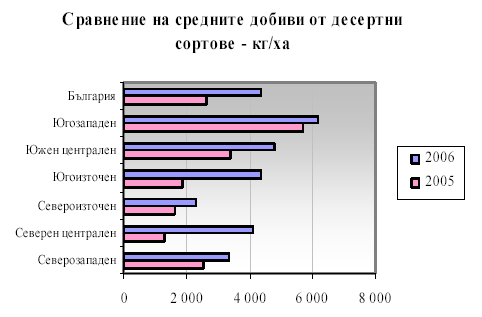 Сравнение на средните добиви от десертни
сортове - кг/ха
България
Югозападен
Южен централен
Югоизточен
Североизточен
Северен централен
Северозападен
0 2 000 4 000 6 000 8 000
2006
2005